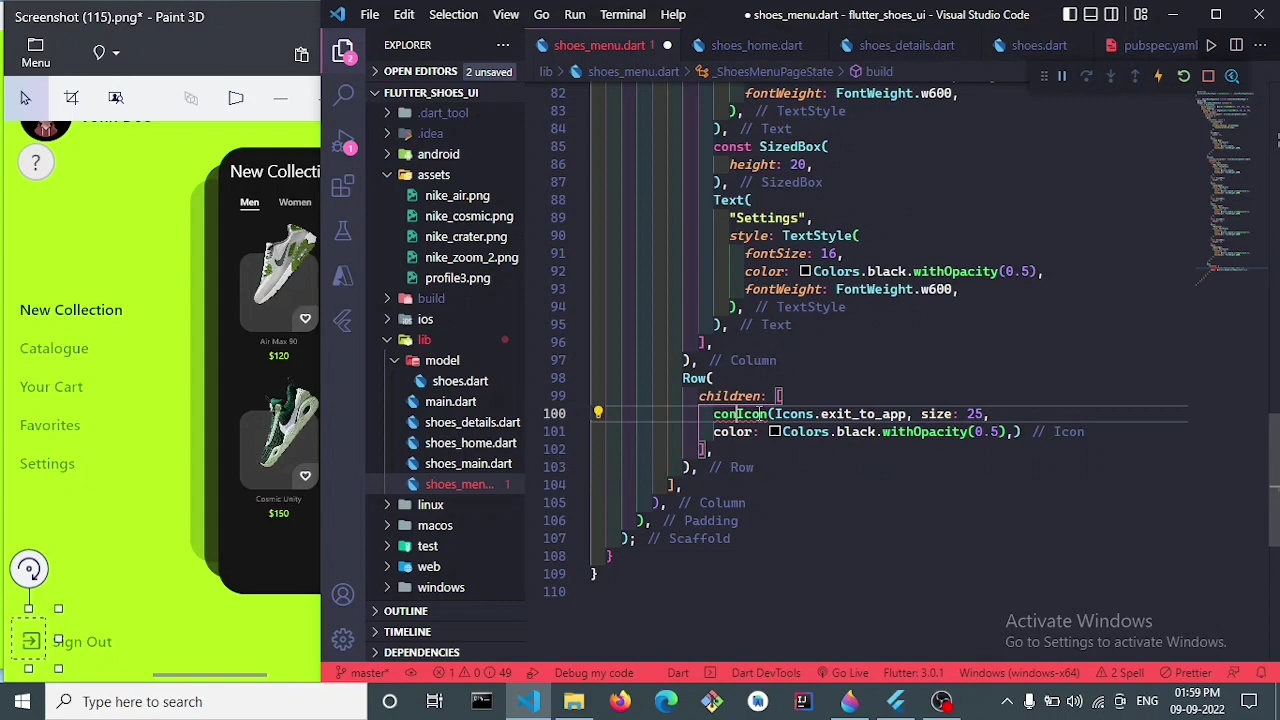 Screenshot (115).png* - Paint 3D
Menu
?
New Collecti
Men Women
Air Max 90
$120
Cosmic Unity
$150
New Collection
Catalogue
Your Cart
Favorites
Settings
Sign Out
File Edit Selection View Go Run Terminal Help
● shoes_menu.dart - flutter_shoes_ui - Visual Studio Code
EXPLORER
OPEN EDITORS 2 unsaved
FLUTTER_SHOES_UI
.dart_tool
.idea
android
assets
nike_air.png
nike_cosmic.png
nike_crater.png
nike_zoom_2.png
profile3.png
build
ios
lib
model
shoes.dart
main.dart
shoes_details.dart
shoes_home.dart
shoes_main.dart
shoes_men... 1
linux
macos
test
web
windows
OUTLINE
TIMELINE
DEPENDENCIES
shoes_menu.dart 1 ● shoes_home.dart shoes_details.dart shoes.dart pubspec.yaml
lib > shoes_menu.dart > _ShoesMenuPageState > build
82 fontWeight: FontWeight.w600,
83 ), // TextStyle
84 ), // Text
85 const SizedBox(
86 height: 20,
87 ), // SizedBox
88 Text(
89 "Settings",
90 style: TextStyle(
91 fontSize: 16,
92 color: Colors.black.withOpacity(0.5),
93 fontWeight: FontWeight.w600,
94 ), // TextStyle
95 ), // Text
96 ],
97 ), // Column
98 Row(
99 children: [
100 conIcon(Icons.exit_to_app, size: 25,
101 color: Colors.black.withOpacity(0.5),) // Icon
102 ],
103 ), // Row
104 ],
105 ), // Column
106 ), // Padding
107 ); // Scaffold
108 }
109 }
110
Activate Windows
Go to Settings to activate Windows.
master* 1 0 49 Debug my code Dart Dart DevTools Go Live Flutter: 3.0.1 Windows (windows-x64) 2 Spell Prettier
Type here to search
ENG
01:59 PM
09-09-2022